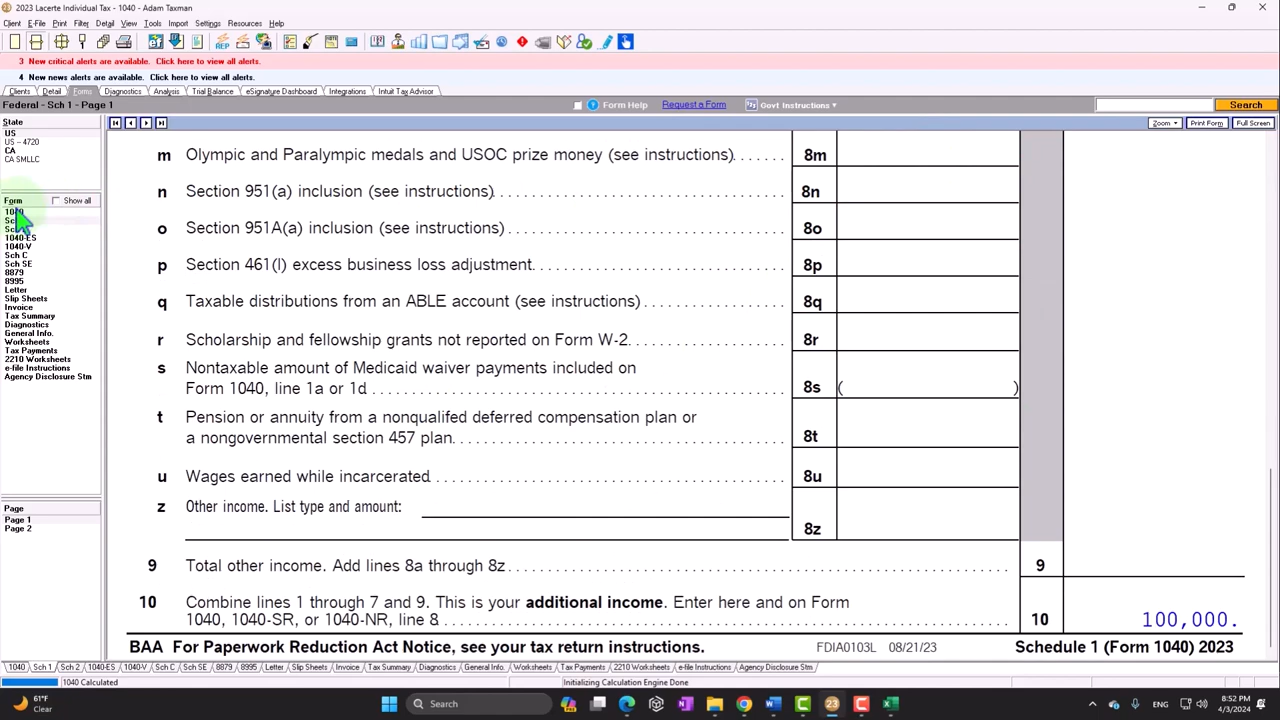 2023 Lacerte Individual Tax - 1040 - Adam Taxman
Client E-File Print Filter Detail View Tools Import Settings Resources Help
3 New critical alerts are available. Click here to view all alerts.
4 New news alerts are available. Click here to view all alerts.
Clients Detail Forms Diagnostics Analysis Trial Balance eSignature Dashboard Integrations Intuit Tax Advisor
Federal - Sch 1 - Page 1
Form Help Request a Form Govt Instructions Search
State
Zoom Print Form Full Screen
US
US – 4720
CA
CA SMLLC
Form Show all
1040
1040-ES
1040-V
Sch C
Sch SE
8879
8995
Letter
Slip Sheets
Invoice
Tax Summary
Diagnostics
General Info.
Worksheets
Tax Payments
2210 Worksheets
e-file Instructions
Agency Disclosure Stm
Page
Page 1
Page 2
m Olympic and Paralympic medals and USOC prize money (see instructions) 8m
n Section 951(a) inclusion (see instructions) 8n
o Section 951A(a) inclusion (see instructions) 8o
p Section 461(l) excess business loss adjustment 8p
q Taxable distributions from an ABLE account (see instructions) 8q
r Scholarship and fellowship grants not reported on Form W-2 8r
s Nontaxable amount of Medicaid waiver payments included on
Form 1040, line 1a or 1d 8s ( )
t Pension or annuity from a nonqualifed deferred compensation plan or
a nongovernmental section 457 plan 8t
u Wages earned while incarcerated 8u
z Other income. List type and amount:
8z
9 Total other income. Add lines 8a through 8z 9
10 Combine lines 1 through 7 and 9. This is your additional income. Enter here and on Form
1040, 1040-SR, or 1040-NR, line 8 10 100,000.
BAA For Paperwork Reduction Act Notice, see your tax return instructions. FDIA0103L 08/21/23 Schedule 1 (Form 1040) 2023
1040 Sch 1 Sch 2 1040-ES 1040-V Sch C Sch SE 8879 8995 Letter Slip Sheets Invoice Tax Summary Diagnostics General Info. Worksheets Tax Payments 2210 Worksheets e-file Instructions Agency Disclosure Stm
1040 Calculated Initializing Calculation Engine Done
61°F
Clear
Search
8:52 PM
4/3/2024